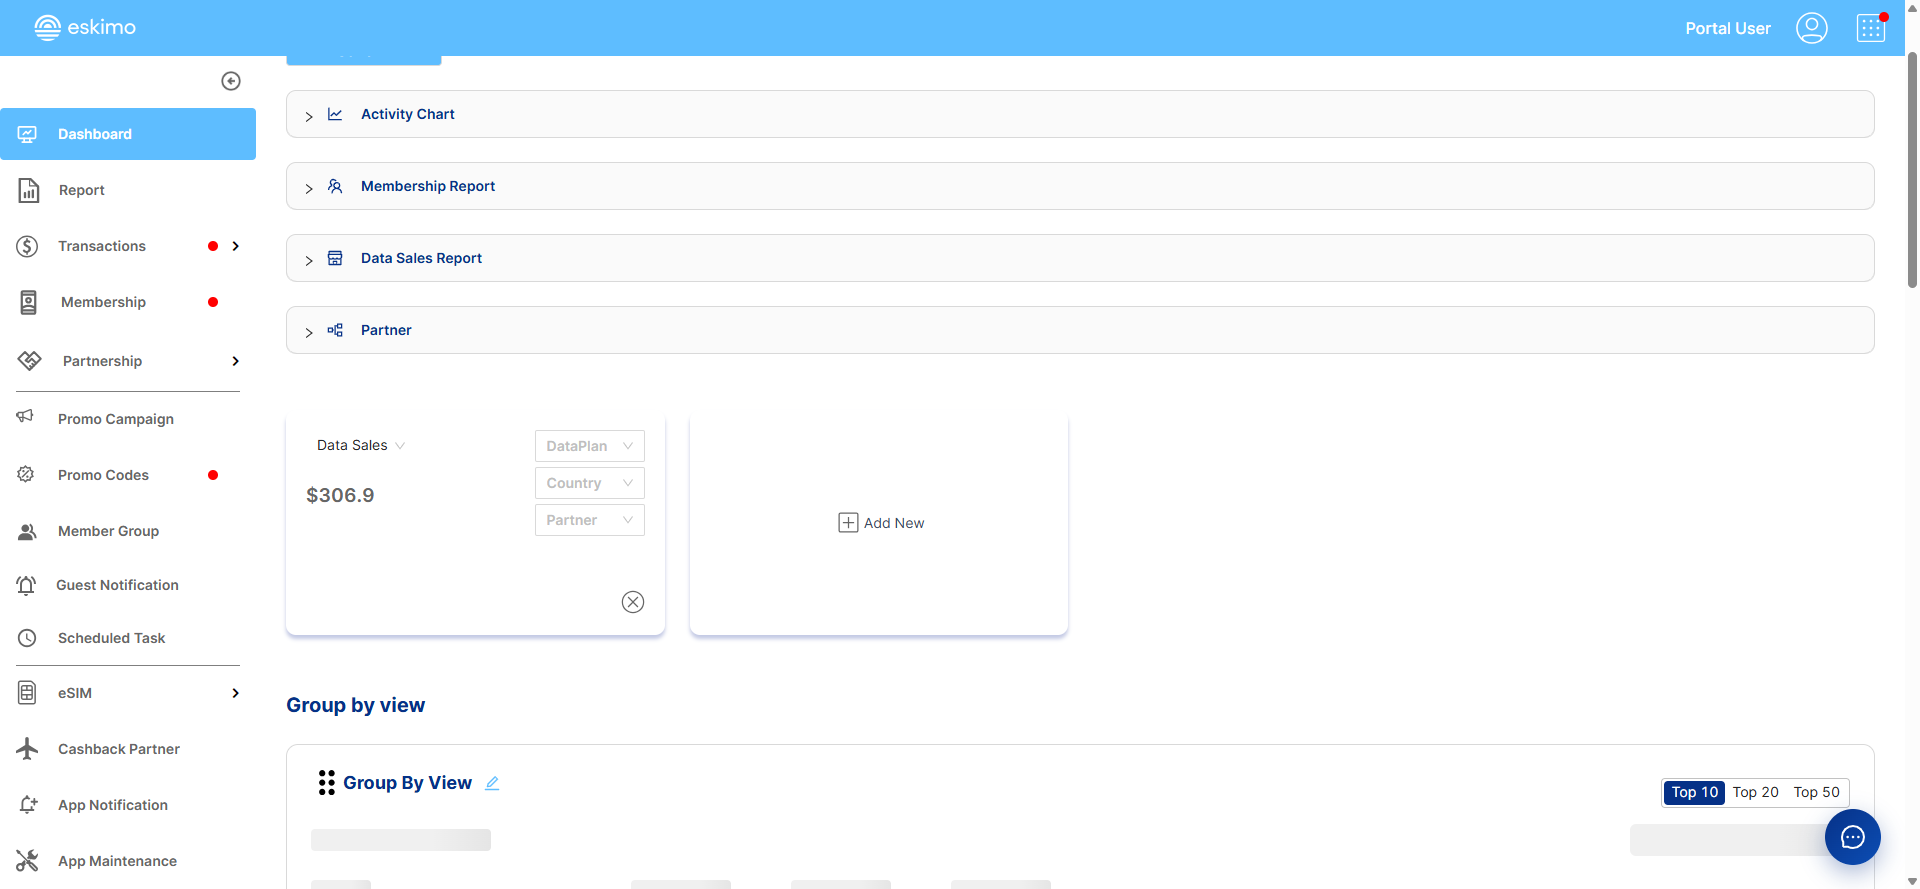 eskimo
Portal User
Dashboard
Report
Transactions
Membership
Partnership
Promo Campaign
Promo Codes
Member Group
Guest Notification
Scheduled Task
eSIM
Cashback Partner
App Notification
App Maintenance
Activity Chart
Membership Report
Data Sales Report
Partner
Data Sales
$306.9
DataPlan
Country
Partner
Add New
Group by view
Group By View
Top 10 Top 20 Top 50